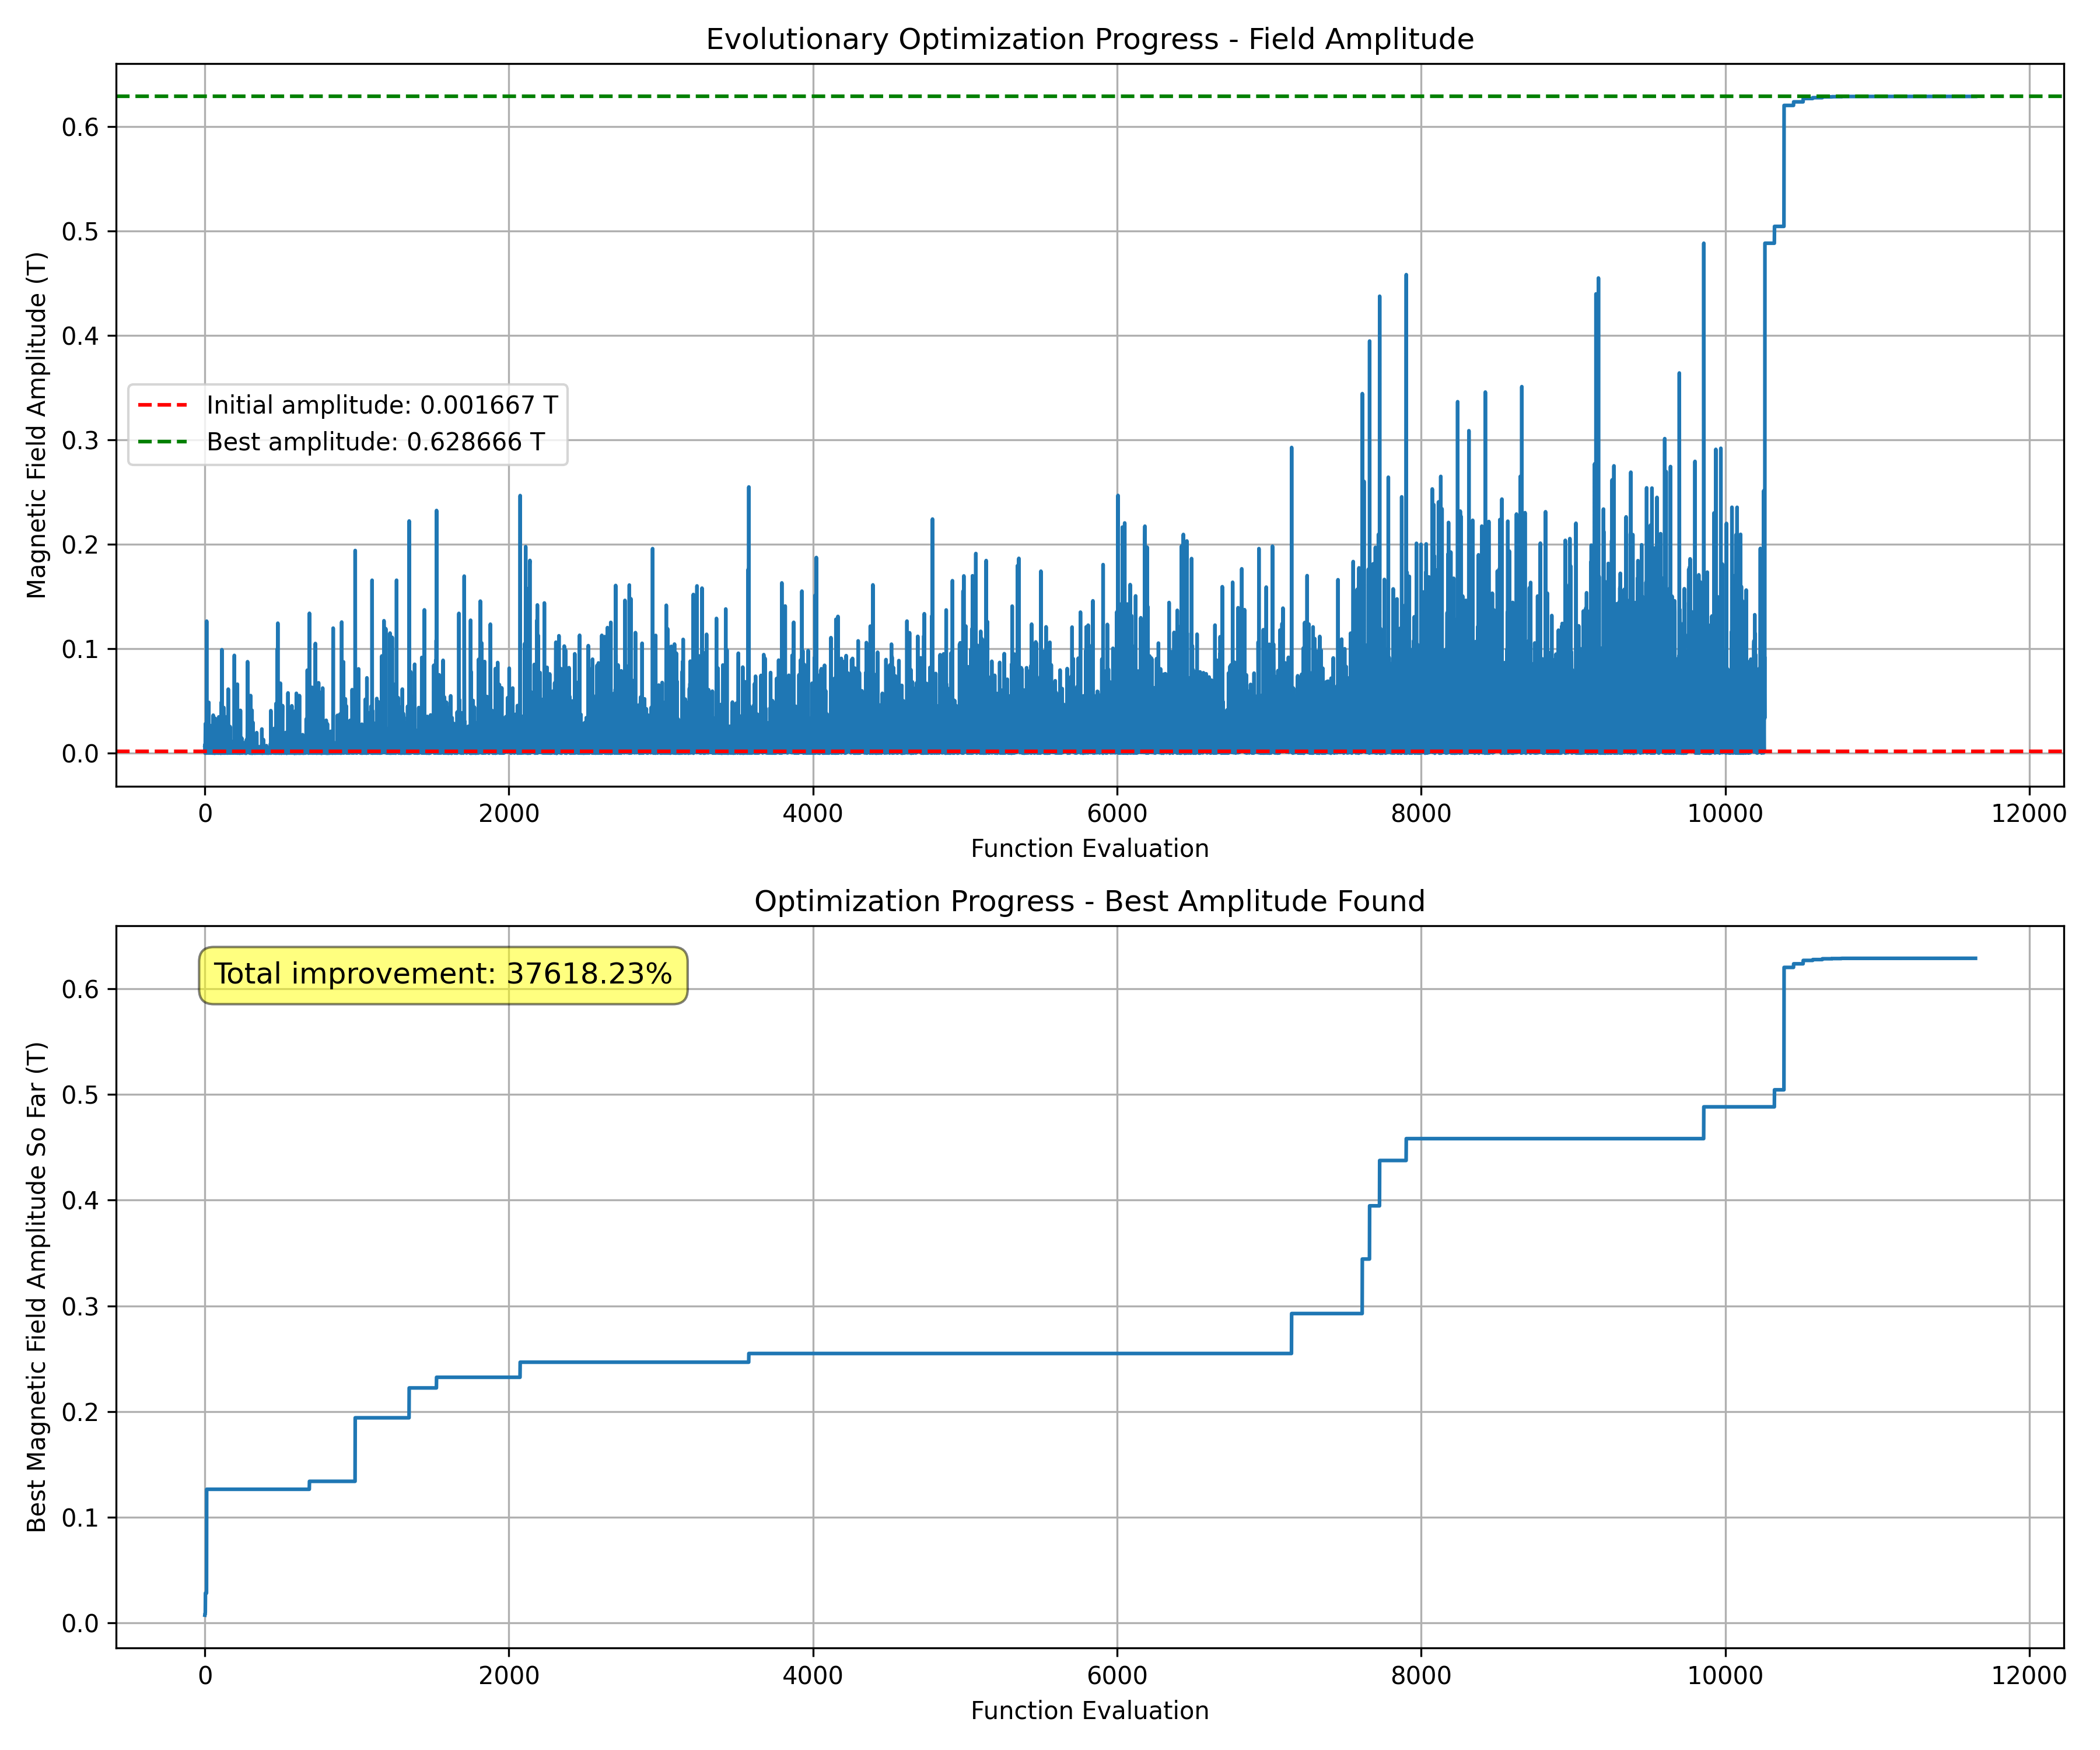 Evolutionary Optimization Progress - Field Amplitude
Magnetic Field Amplitude (T)
0.6
0.5
0.4
0.3
0.2
0.1
0.0
Initial amplitude: 0.001667 T
Best amplitude: 0.628666 T
0 2000 4000 6000 8000 10000 12000
Function Evaluation
Optimization Progress - Best Amplitude Found
Best Magnetic Field Amplitude So Far (T)
Total improvement: 37618.23%
0.6
0.5
0.4
0.3
0.2
0.1
0.0
0 2000 4000 6000 8000 10000 12000
Function Evaluation